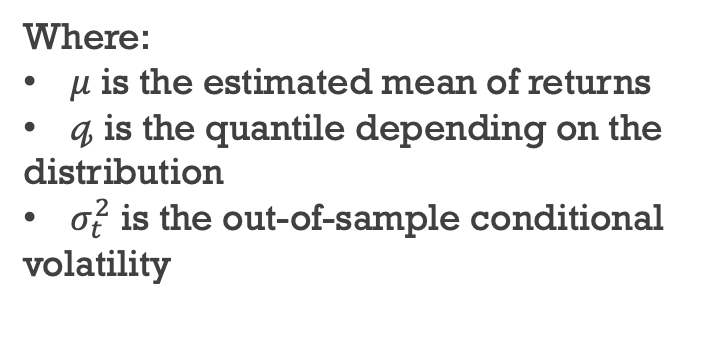 Where:
• μ is the estimated mean of returns
• q is the quantile depending on the
distribution
• σ_t^2 is the out-of-sample conditional
volatility